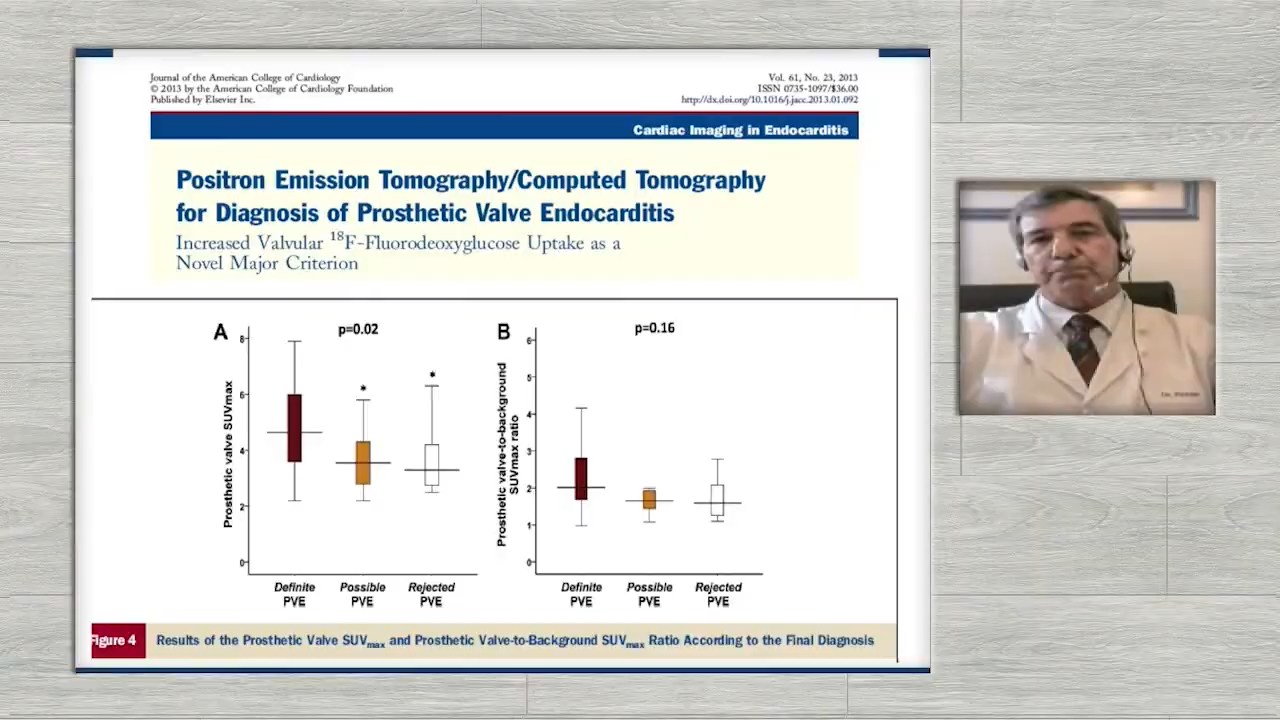 Journal of the American College of Cardiology
© 2013 by the American College of Cardiology Foundation
Published by Elsevier Inc.
Vol. 61, No. 23, 2013
ISSN 0735-1097/$36.00
http://dx.doi.org/10.1016/j.jacc.2013.01.092
Cardiac Imaging in Endocarditis
Positron Emission Tomography/Computed Tomography
for Diagnosis of Prosthetic Valve Endocarditis
Increased Valvular 18F-Fluorodeoxyglucose Uptake as a
Novel Major Criterion
A
p=0.02
Prosthetic valve SUVmax
8
6
4
2
0
*
*
Definite PVE
Possible PVE
Rejected PVE
B
p=0.16
Prosthetic valve-to-background
SUVmax ratio
6
5
4
3
2
1
0
Definite PVE
Possible PVE
Rejected PVE
Figure 4
Results of the Prosthetic Valve SUVmax and Prosthetic Valve-to-Background SUVmax Ratio According to the Final Diagnosis